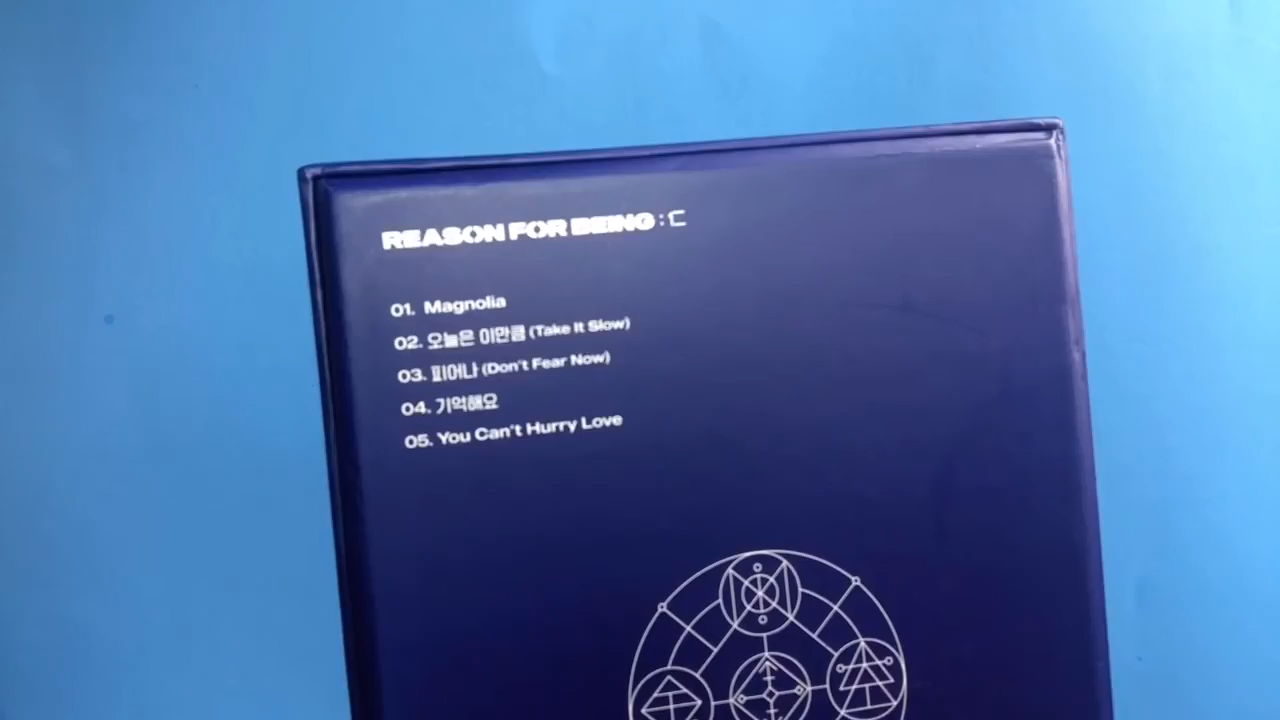 REASON FOR BEING : 仁
01. Magnolia
02. 오늘은 이만큼 (Take It Slow)
03. 피어나 (Don't Fear Now)
04. 기억해요
05. You Can't Hurry Love